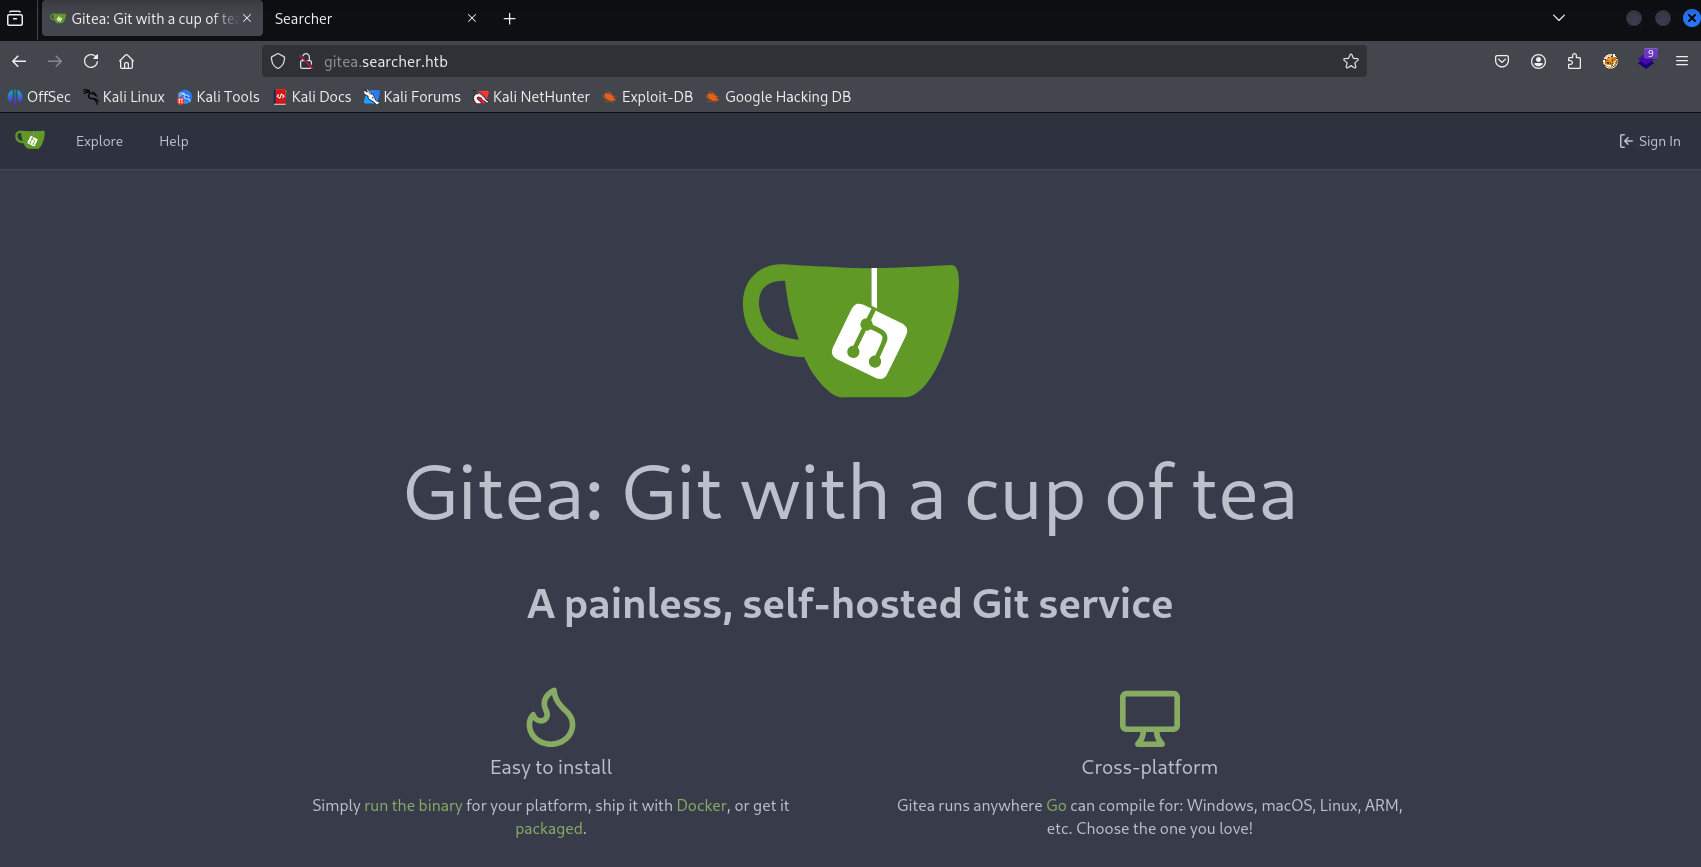 Gitea: Git with a cup of te
Searcher
gitea.searcher.htb
9
OffSec Kali Linux Kali Tools Kali Docs Kali Forums Kali NetHunter Exploit-DB Google Hacking DB
Explore Help Sign In
Gitea: Git with a cup of tea
A painless, self-hosted Git service
Easy to install
Simply run the binary for your platform, ship it with Docker, or get it
packaged.
Cross-platform
Gitea runs anywhere Go can compile for: Windows, macOS, Linux, ARM,
etc. Choose the one you love!